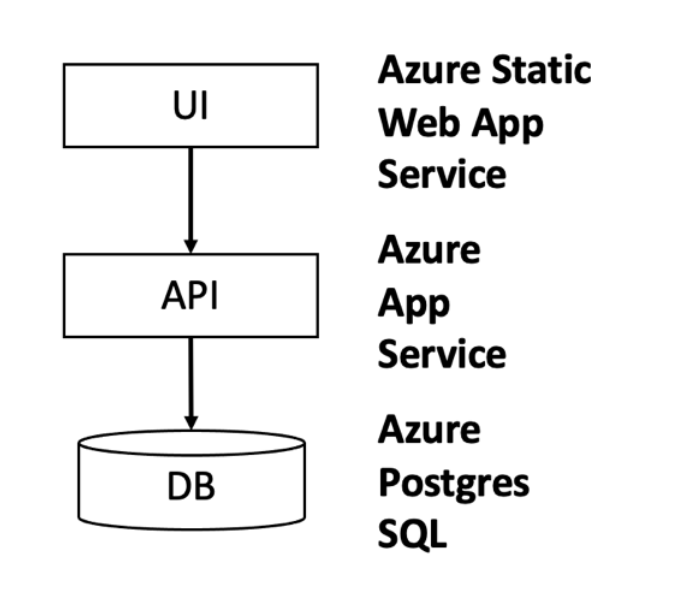 UI
Azure Static
Web App
Service
API
Azure
App
Service
DB
Azure
Postgres
SQL